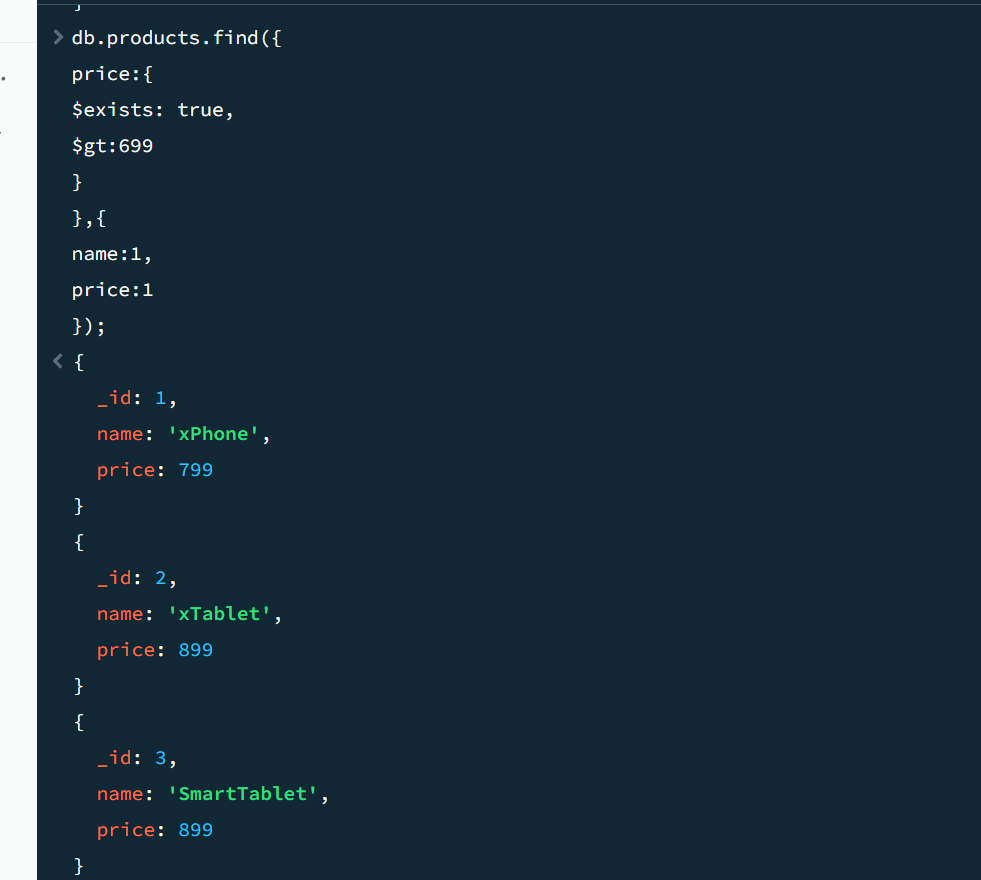 }
> db.products.find({
price:{
$exists: true,
$gt:699
}
},{
name:1,
price:1
});
< {
_id: 1,
name: 'xPhone',
price: 799
}
{
_id: 2,
name: 'xTablet',
price: 899
}
{
_id: 3,
name: 'SmartTablet',
price: 899
}